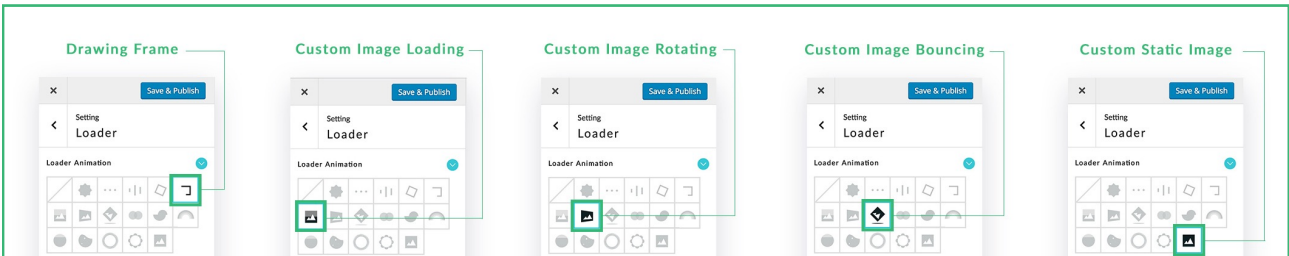 Drawing Frame
Custom Image Loading
Custom Image Rotating
Custom Image Bouncing
Custom Static Image
Save & Publish
Save & Publish
Save & Publish
Save & Publish
Save & Publish
Setting
Setting
Setting
Setting
Setting
Loader
Loader
Loader
Loader
Loader
Loader Animation
Loader Animation
Loader Animation
Loader Animation
Loader Animation